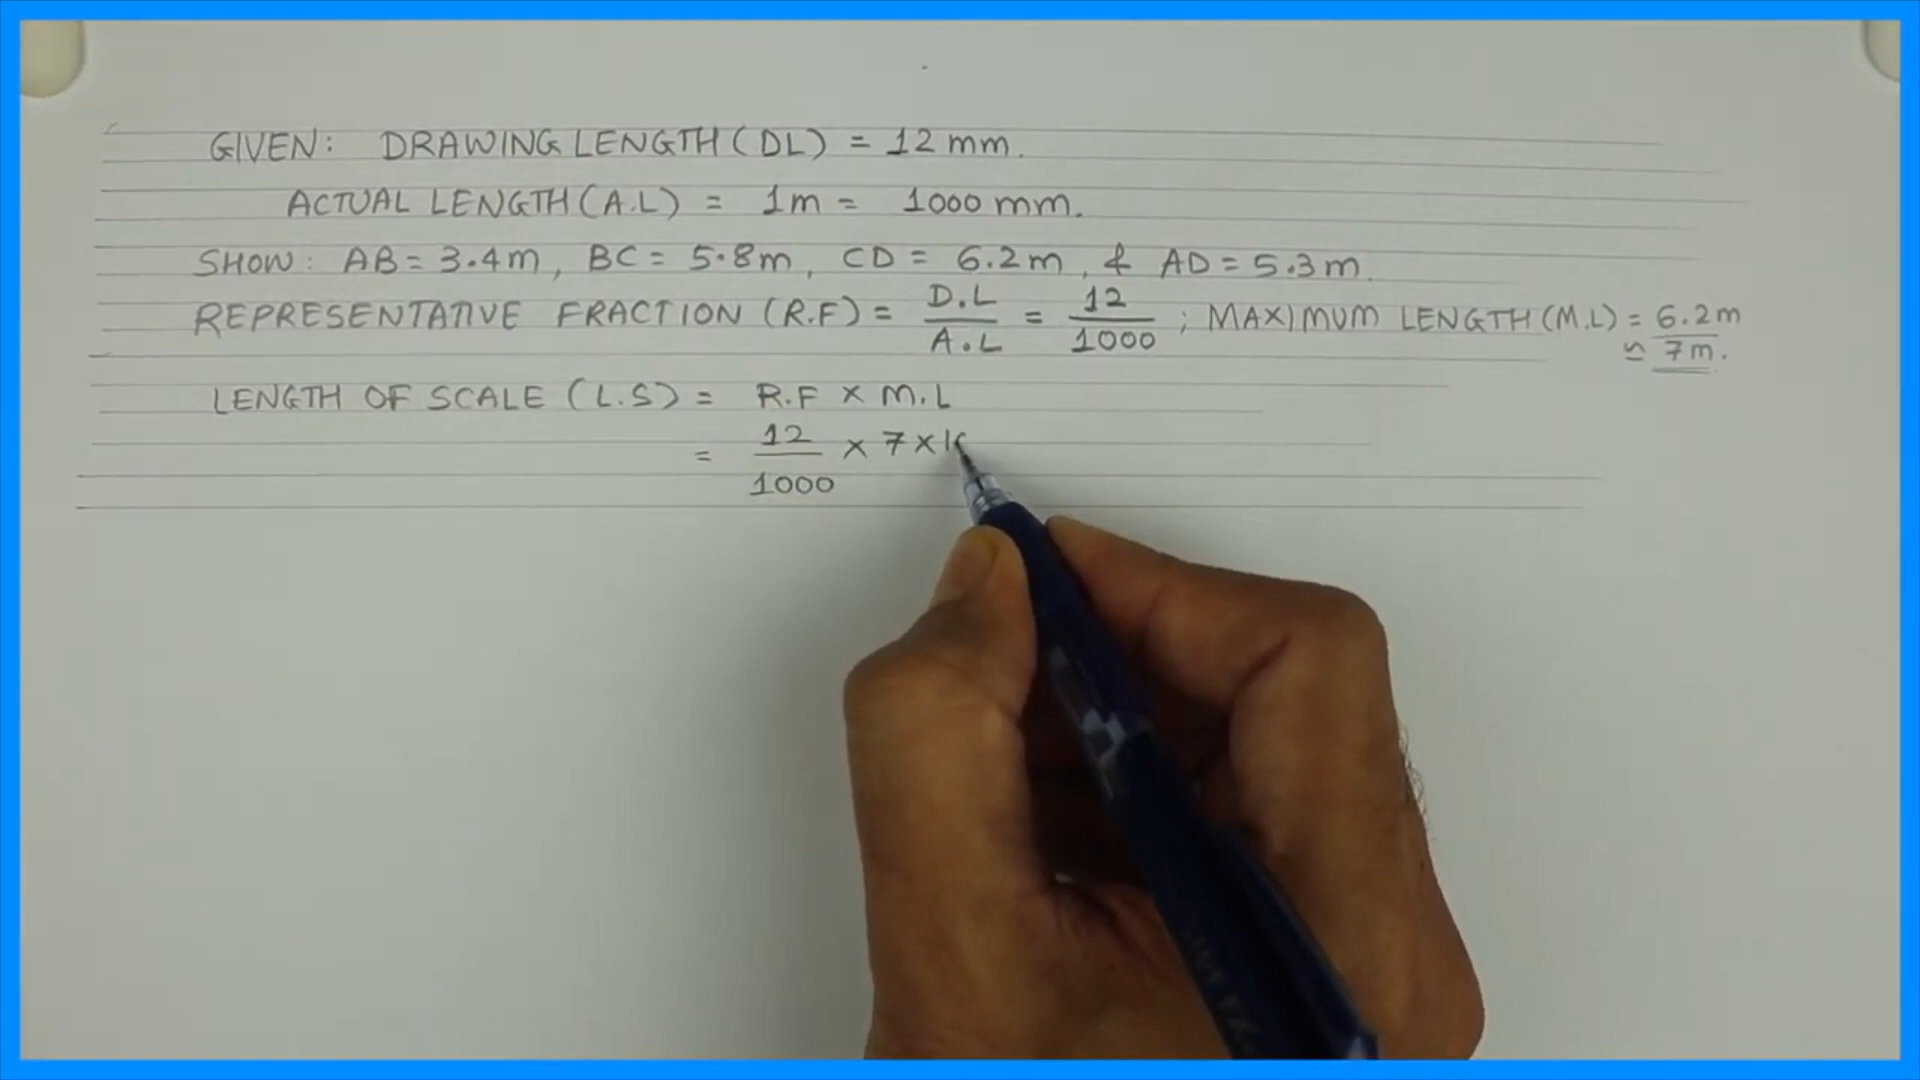 GIVEN: DRAWING LENGTH (DL) = 12 mm.
ACTUAL LENGTH (A.L) = 1m = 1000 mm.
SHOW: AB = 3.4m, BC = 5.8m, CD = 6.2m, & AD = 5.3m.
REPRESENTATIVE FRACTION (R.F) = D.L / A.L = 12 / 1000 ; MAXIMUM LENGTH (M.L) = 6.2m
≈ 7m.
LENGTH OF SCALE (L.S) = R.F × M.L
= 12 / 1000 × 7 × 1